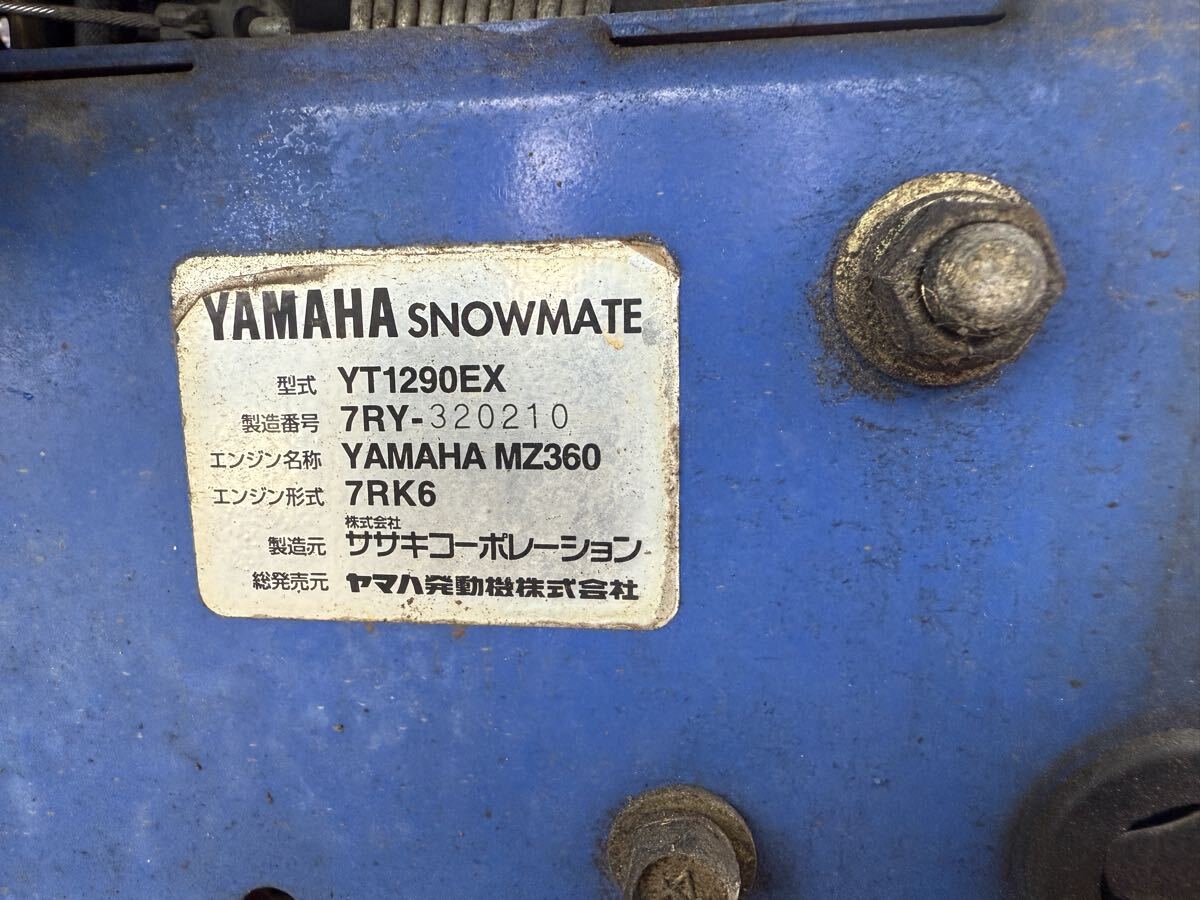 YAMAHA SNOWMATE
型式 YT1290EX
製造番号 7RY-320210
エンジン名称 YAMAHA MZ360
エンジン形式 7RK6
株式会社
製造元 ササキコーポレーション
総発売元 ヤマハ発動機株式会社